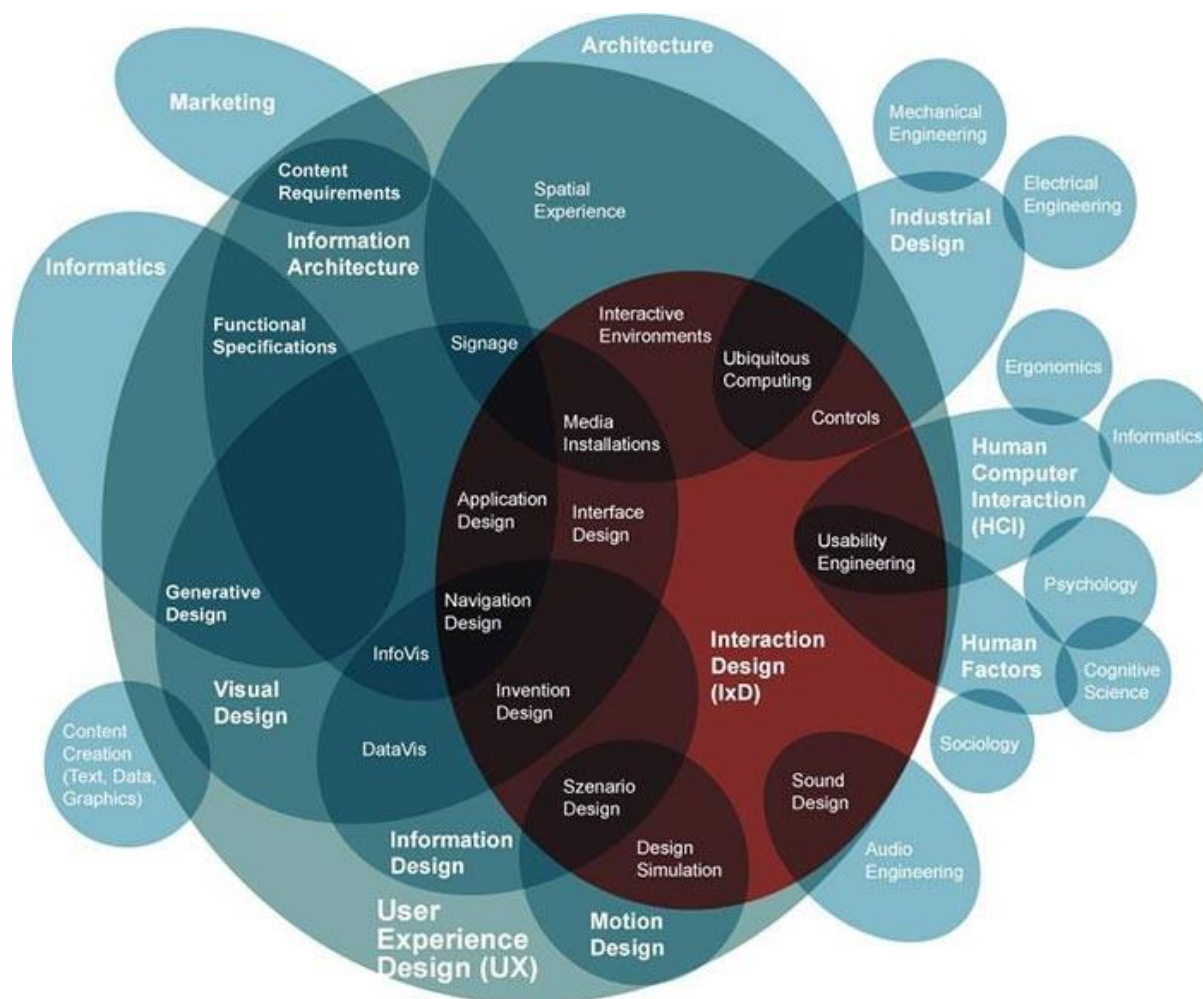 Architecture
Marketing
Mechanical
Engineering
Content
Requirements
Spatial
Experience
Electrical
Engineering
Industrial
Design
Information
Architecture
Informatics
Functional
Specifications
Signage
Interactive
Environments
Ubiquitous
Computing
Ergonomics
Controls
Media
Installations
Informatics
Human
Computer
Interaction
(HCI)
Application
Design
Interface
Design
Usability
Engineering
Psychology
Generative
Design
Navigation
Design
InfoVis
Interaction
Design
(IxD)
Human
Factors
Cognitive
Science
Visual
Design
Invention
Design
Content
Creation
(Text, Data,
Graphics)
DataVis
Sociology
Szenario
Design
Sound
Design
Information
Design
Design
Simulation
Audio
Engineering
User
Experience
Design (UX)
Motion
Design